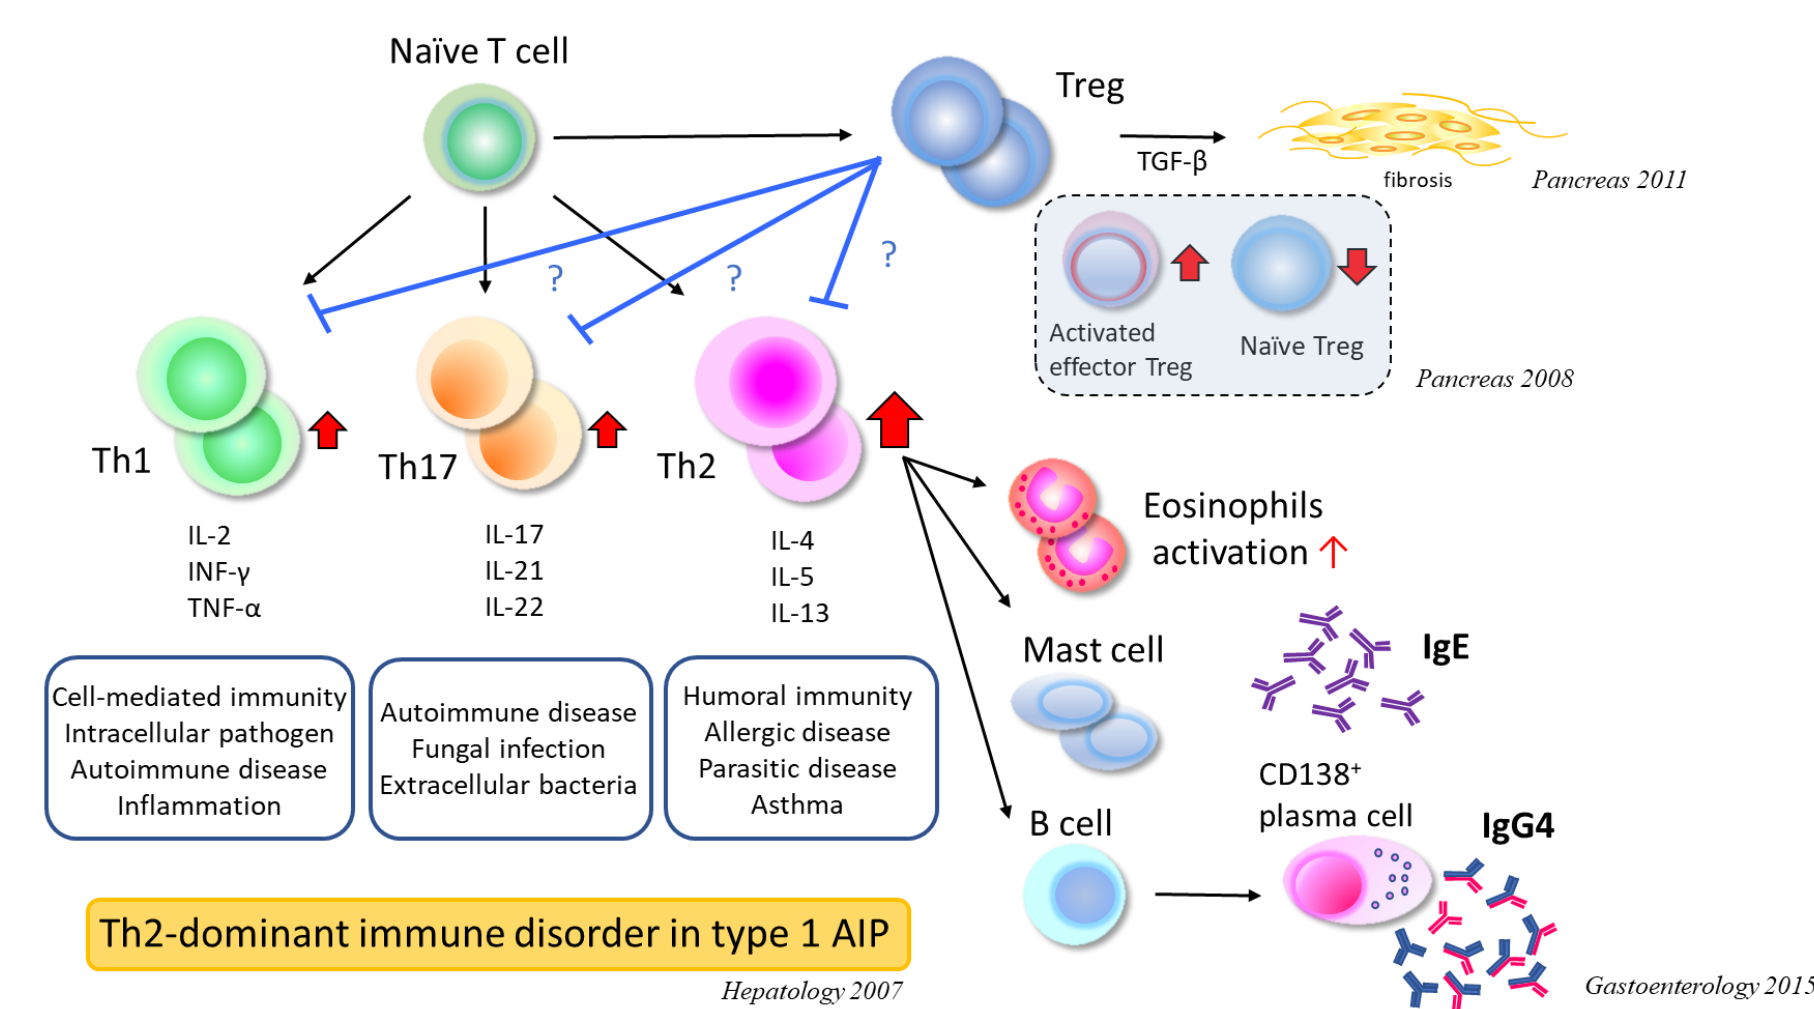 Naïve T cell
Treg
TGF-β
fibrosis
Pancreas 2011
?
?
?
Activated
effector Treg
Naïve Treg
Pancreas 2008
Th1
Th17
Th2
IL-2
INF-γ
TNF-α
IL-17
IL-21
IL-22
IL-4
IL-5
IL-13
Eosinophils
activation ↑
Mast cell
IgE
Cell-mediated immunity
Intracellular pathogen
Autoimmune disease
Inflammation
Autoimmune disease
Fungal infection
Extracellular bacteria
Humoral immunity
Allergic disease
Parasitic disease
Asthma
B cell
CD138⁺
plasma cell
IgG4
Th2-dominant immune disorder in type 1 AIP
Hepatology 2007
Gastoenterology 2015